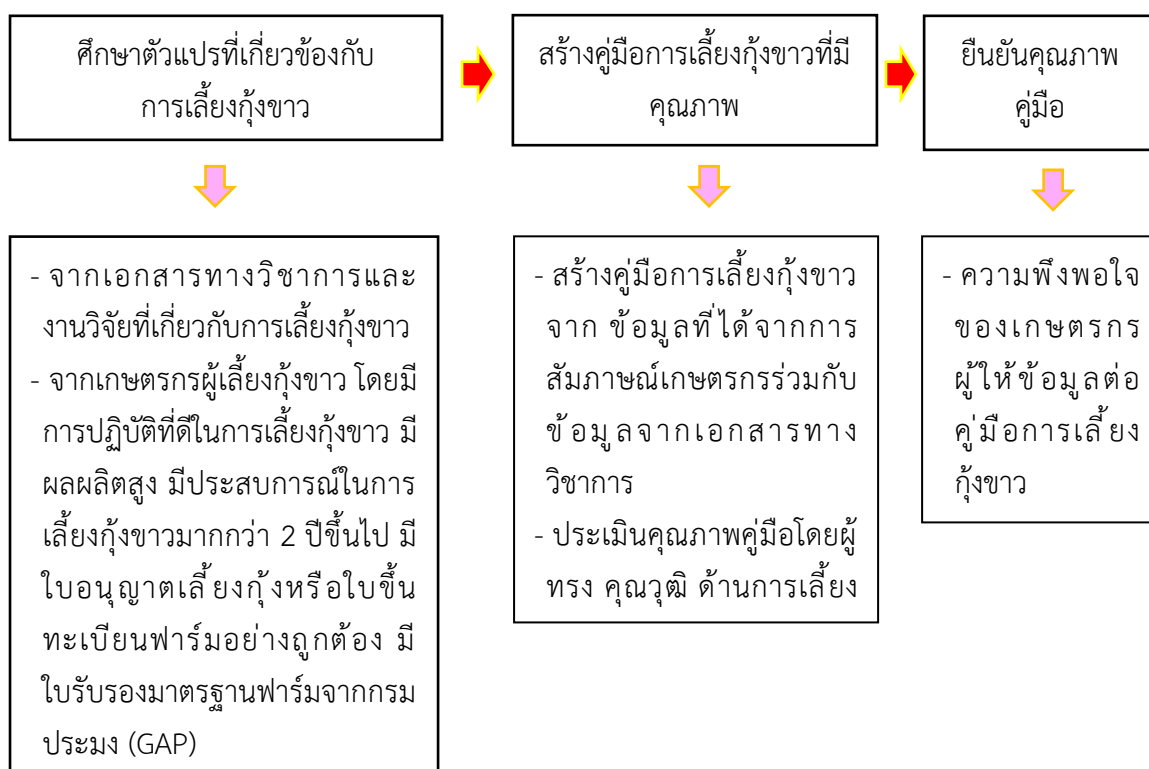 ศึกษาตัวแปรที่เกี่ยวข้องกับ
การเลี้ยงกุ้งขาว
สร้างคู่มือการเลี้ยงกุ้งขาวที่มี
คุณภาพ
ยืนยันคุณภาพ
คู่มือ
- จากเอกสารทางวิชาการและ
งานวิจัยที่เกี่ยวกับการเลี้ยงกุ้งขาว
- จากเกษตรกรผู้เลี้ยงกุ้งขาว โดยมี
การปฏิบัติที่ดีในการเลี้ยงกุ้งขาว มี
ผลผลิตสูง มีประสบการณ์ในการ
เลี้ยงกุ้งขาวมากกว่า 2 ปีขึ้นไป มี
ใบอนุญาตเลี้ยงกุ้งหรือใบขึ้น
ทะเบียนฟาร์มอย่างถูกต้อง มี
ใบรับรองมาตรฐานฟาร์มจากกรม
ประมง (GAP)
- สร้างคู่มือการเลี้ยงกุ้งขาว
จาก ข้อมูลที่ได้จากการ
สัมภาษณ์เกษตรกรร่วมกับ
ข้อมูลจากเอกสารทาง
วิชาการ
- ประเมินคุณภาพคู่มือโดยผู้
ทรง คุณวุฒิ ด้านการเลี้ยง
- ความพึงพอใจ
ของเกษตรกร
ผู้ให้ข้อมูลต่อ
คู่มือการเลี้ยง
กุ้งขาว